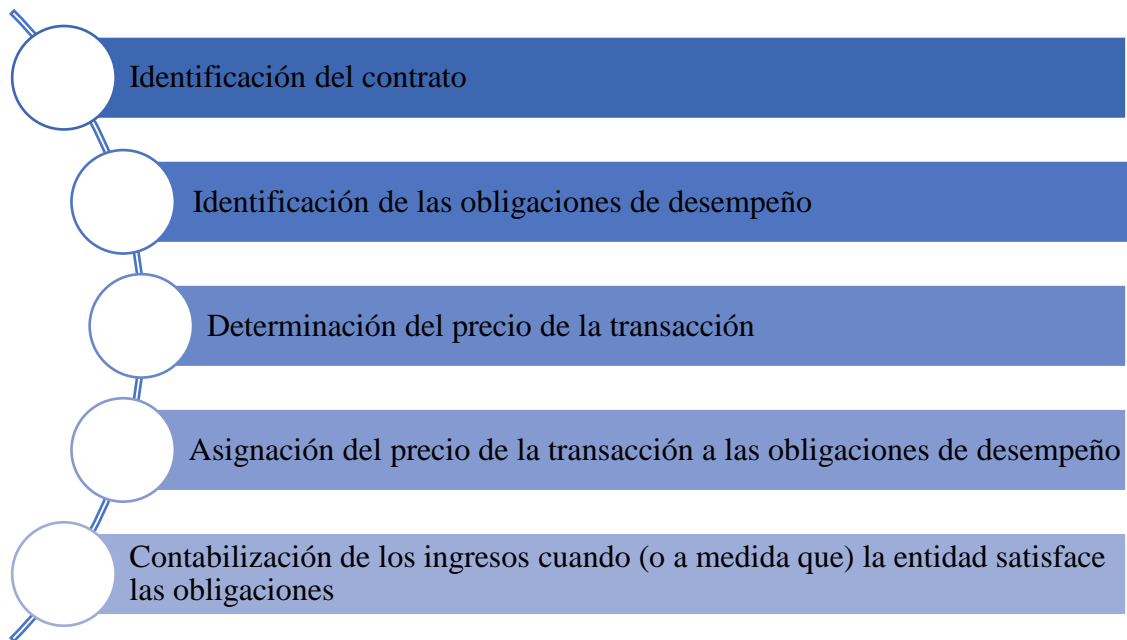 Identificación del contrato
Identificación de las obligaciones de desempeño
Determinación del precio de la transacción
Asignación del precio de la transacción a las obligaciones de desempeño
Contabilización de los ingresos cuando (o a medida que) la entidad satisface
las obligaciones